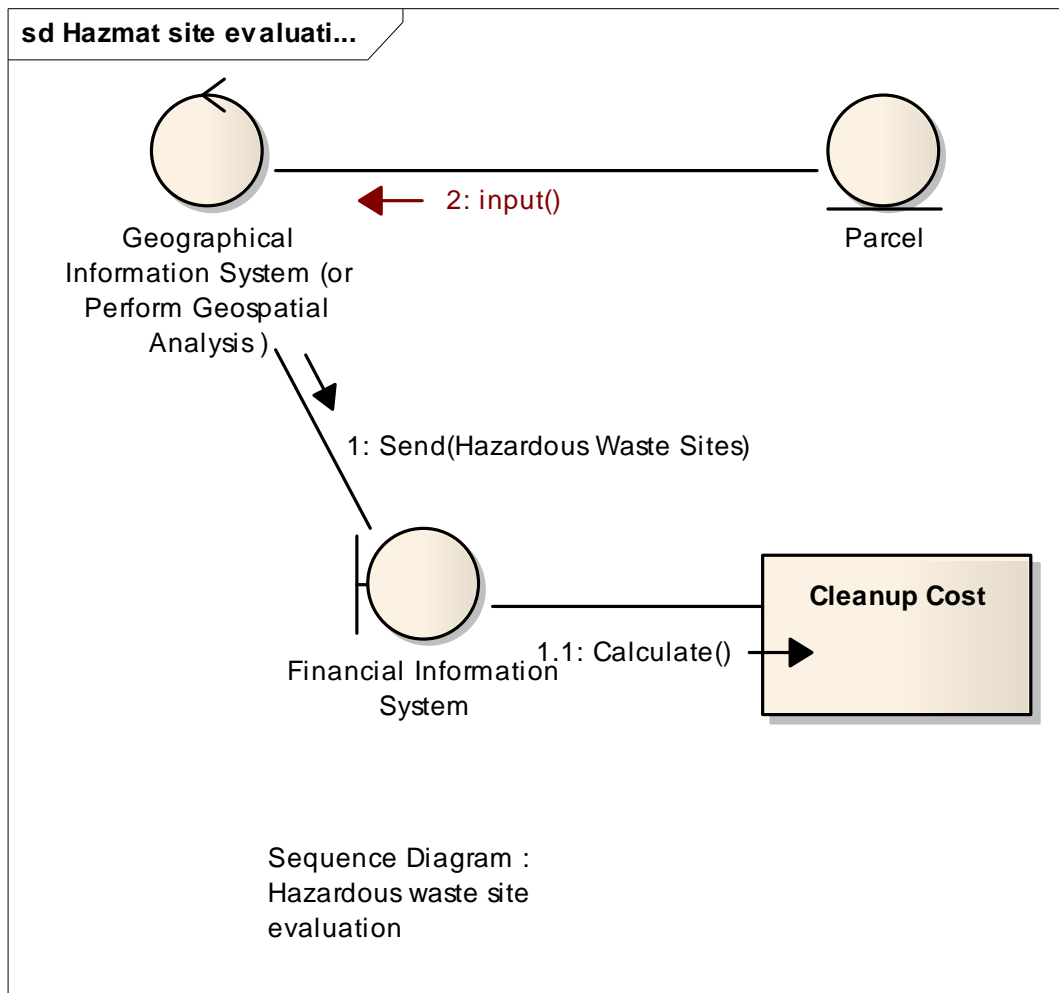 sd Hazmat site evaluati...
2: input()
Geographical
Information System (or
Perform Geospatial
Analysis )
Parcel
1: Send(Hazardous Waste Sites)
Cleanup Cost
1.1: Calculate()
Financial Information
System
Sequence Diagram :
Hazardous waste site
evaluation